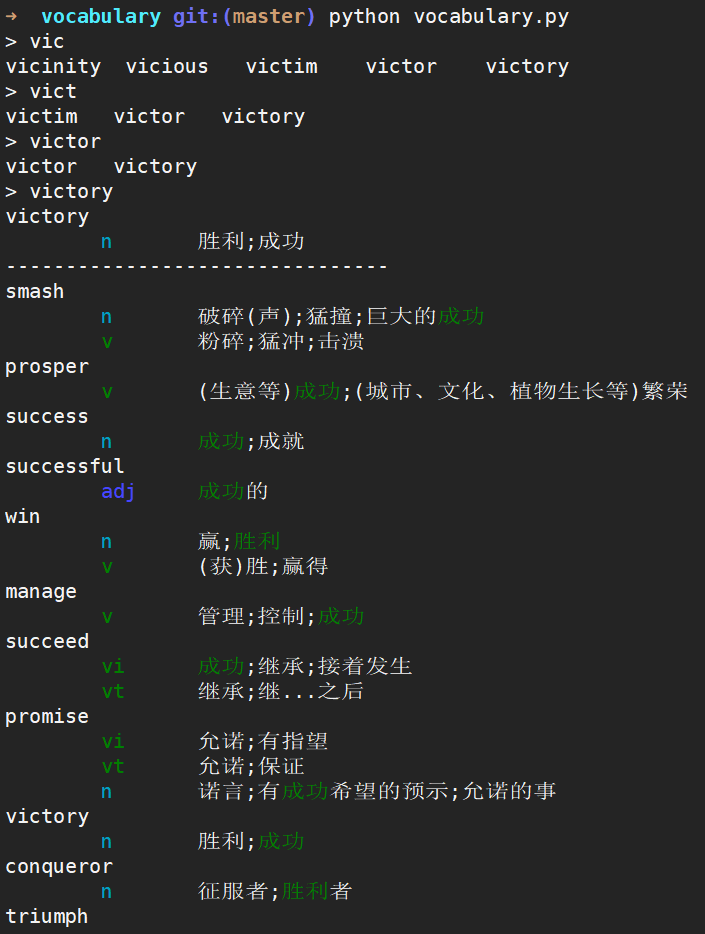 → vocabulary git:(master) python vocabulary.py
> vic
vicinity vicious victim victor victory
> vict
victim victor victory
> victor
victor victory
> victory
victory
n 胜利;成功
--------------------------------
smash
n 破碎(声);猛撞;巨大的成功
v 粉碎;猛冲;击溃
prosper
v (生意等)成功;(城市、文化、植物生长等)繁荣
success
n 成功;成就
successful
adj 成功的
win
n 赢;胜利
v (获)胜;赢得
manage
v 管理;控制;成功
succeed
vi 成功;继承;接着发生
vt 继承;继...之后
promise
vi 允诺;有指望
vt 允诺;保证
n 诺言;有成功希望的预示;允诺的事
victory
n 胜利;成功
conqueror
n 征服者;胜利者
triumph